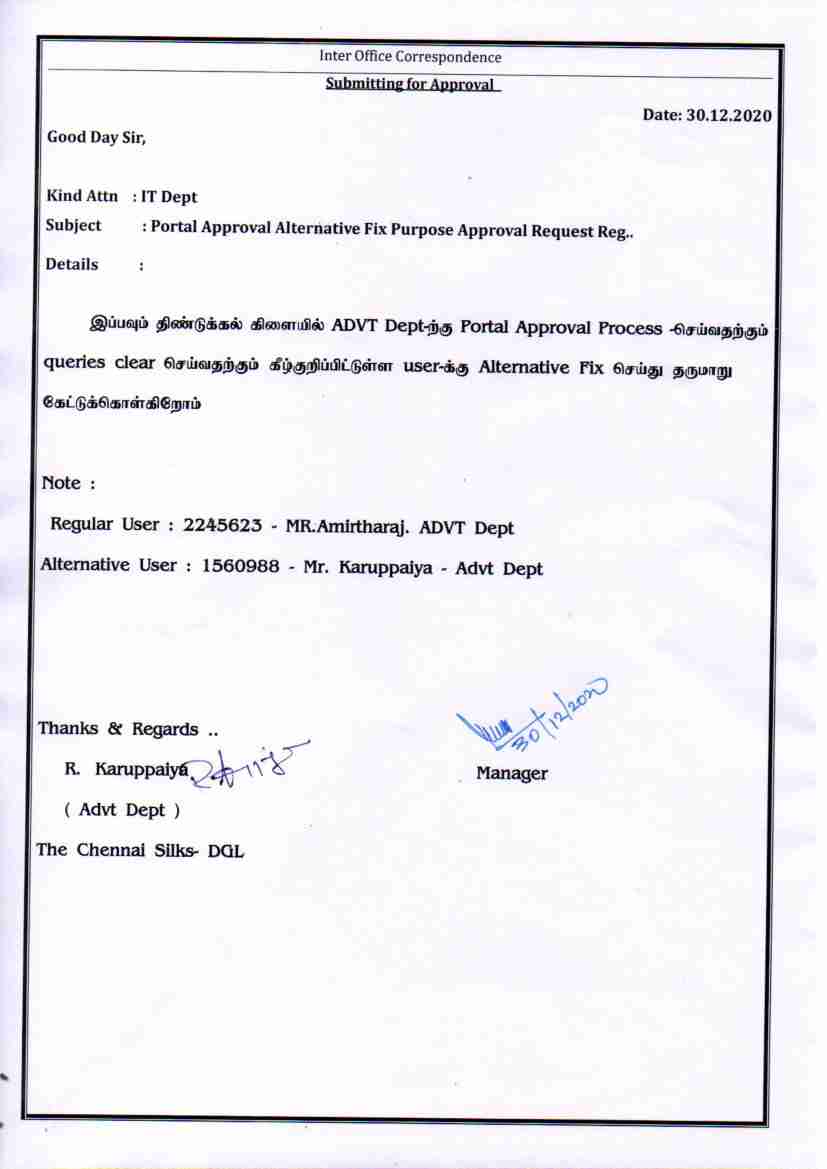 Inter Office Correspondence
Submitting for Approval
Date: 30.12.2020
Good Day Sir,
Kind Attn : IT Dept
Subject : Portal Approval Alternative Fix Purpose Approval Request Reg..
Details :
இப்பவும் திண்டுக்கல் கிளையில் ADVT Dept-ற்கு Portal Approval Process -செய்வதற்கும்
queries clear செய்வதற்கும் கீழ்குறிப்பிட்டுள்ள user-க்கு Alternative Fix செய்து தருமாறு
கேட்டுக்கொள்கிறோம்
Note :
Regular User : 2245623 - MR.Amirtharaj. ADVT Dept
Alternative User : 1560988 - Mr. Karuppaiya - Advt Dept
30/12/2020
Thanks & Regards ..
R. Karuppaiya
Manager
( Advt Dept )
The Chennai Silks- DGL